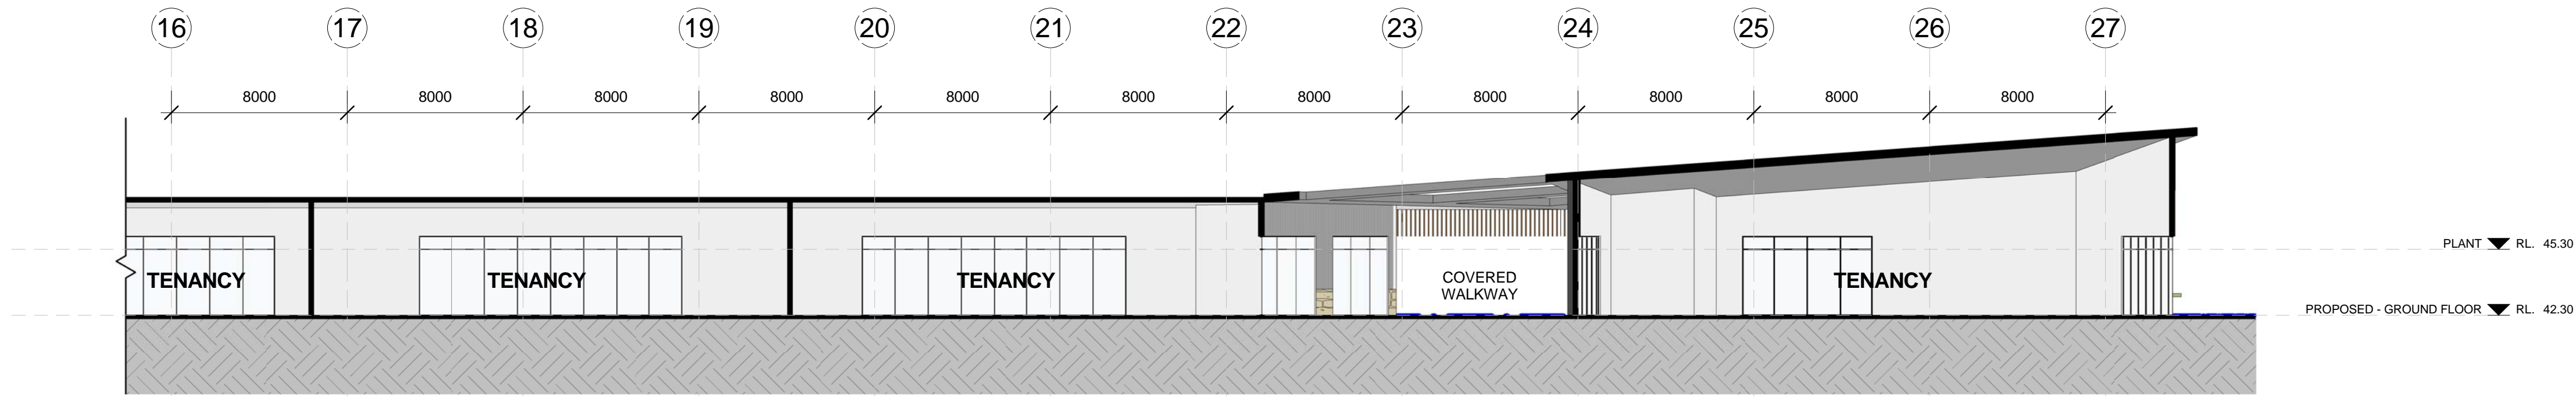 16 17 18 19 20 21 22 23 24 25 26 27
8000 8000 8000 8000 8000 8000 8000 8000 8000 8000 8000
PLANT RL. 45.30
TENANCY TENANCY TENANCY COVERED TENANCY
WALKWAY
PROPOSED - GROUND FLOOR RL. 42.30